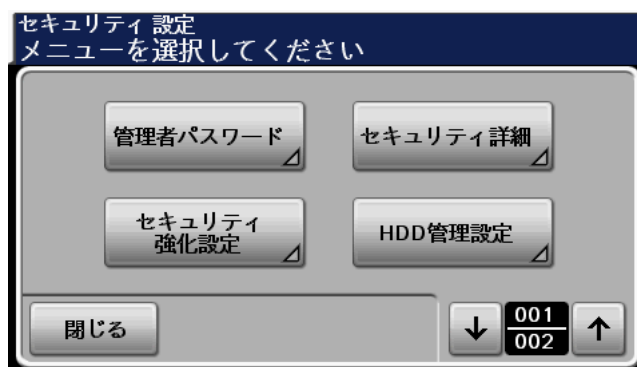 セキュリティ 設定
メニューを選択してください
管理者パスワード
セキュリティ詳細
セキュリティ
強化設定
HDD管理設定
閉じる
↓
001
002
↑